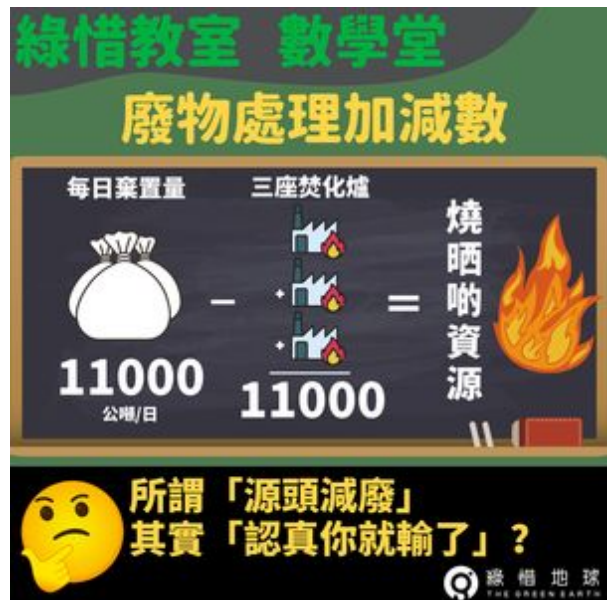 綠惜教室 數學堂
廢物處理加減數
每日棄置量
三座焚化爐
+
+
11000
公噸/日
−
11000
=
燒晒啲資源
所謂「源頭減廢」
其實「認真你就輸了」?
綠惜地球
THE GREEN EARTH